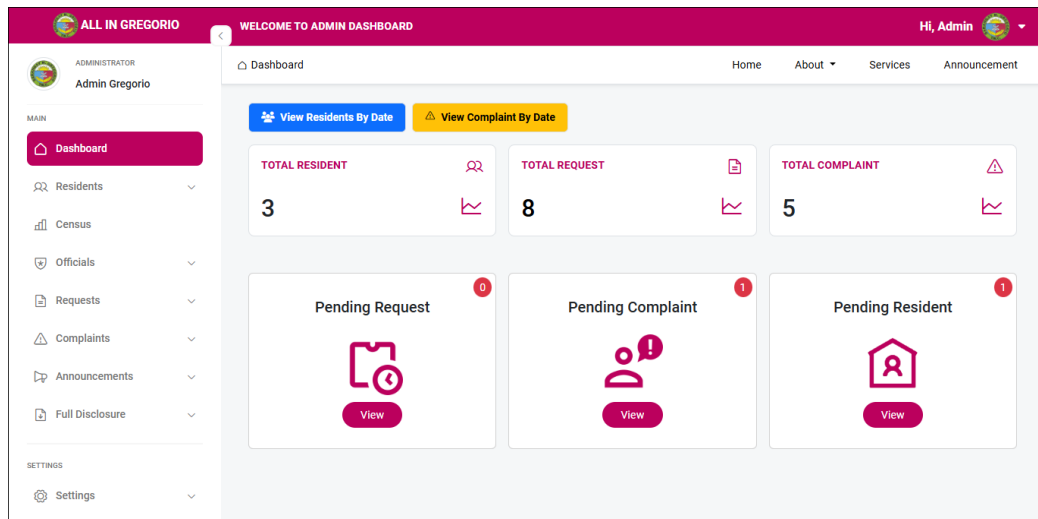 ALL IN GREGORIO
WELCOME TO ADMIN DASHBOARD
Hi, Admin
ADMINISTRATOR
Admin Gregorio
Dashboard
Home
About
Services
Announcement
MAIN
Dashboard
Residents
Census
Officials
Requests
Complaints
Announcements
Full Disclosure
SETTINGS
Settings
View Residents By Date
View Complaint By Date
TOTAL RESIDENT
3
TOTAL REQUEST
8
TOTAL COMPLAINT
5
0
Pending Request
View
1
Pending Complaint
View
1
Pending Resident
View